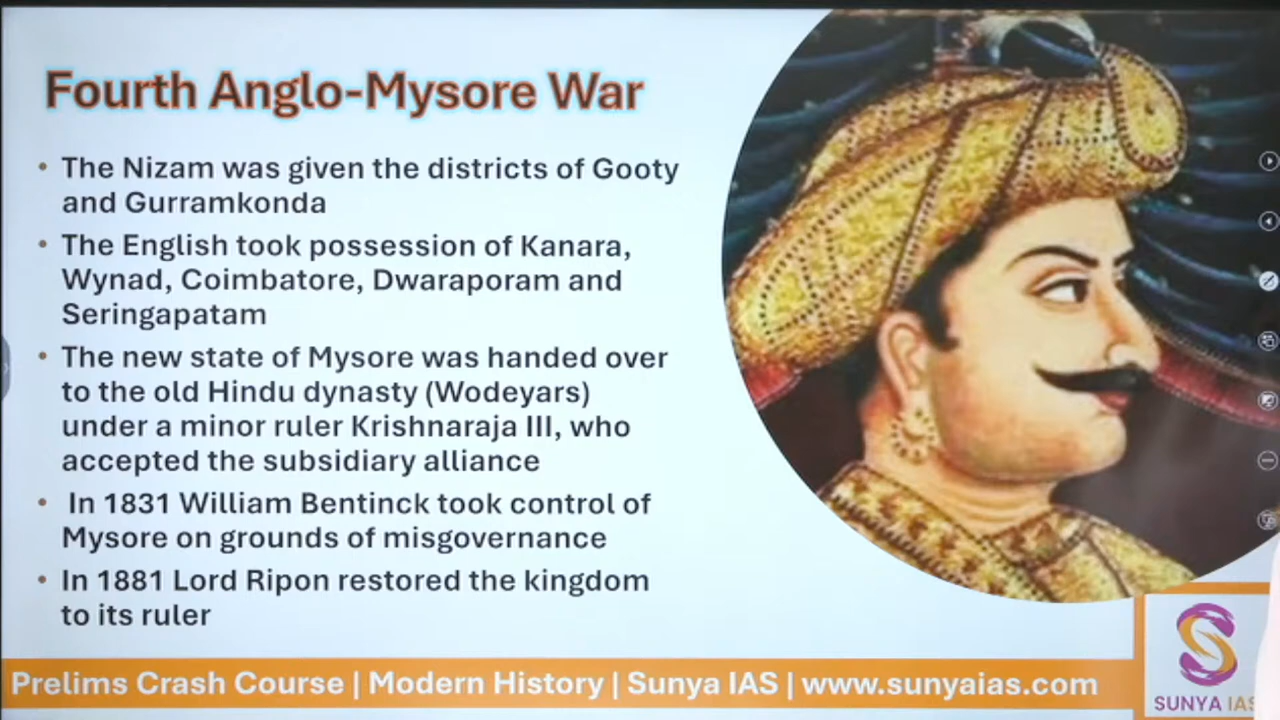 Fourth Anglo-Mysore War
• The Nizam was given the districts of Gooty
and Gurramkonda
• The English took possession of Kanara,
Wynad, Coimbatore, Dwaraporam and
Seringapatam
• The new state of Mysore was handed over
to the old Hindu dynasty (Wodeyars)
under a minor ruler Krishnaraja III, who
accepted the subsidiary alliance
• In 1831 William Bentinck took control of
Mysore on grounds of misgovernance
• In 1881 Lord Ripon restored the kingdom
to its ruler
Prelims Crash Course | Modern History | Sunya IAS | www.sunyaias.com
SUNYA IAS